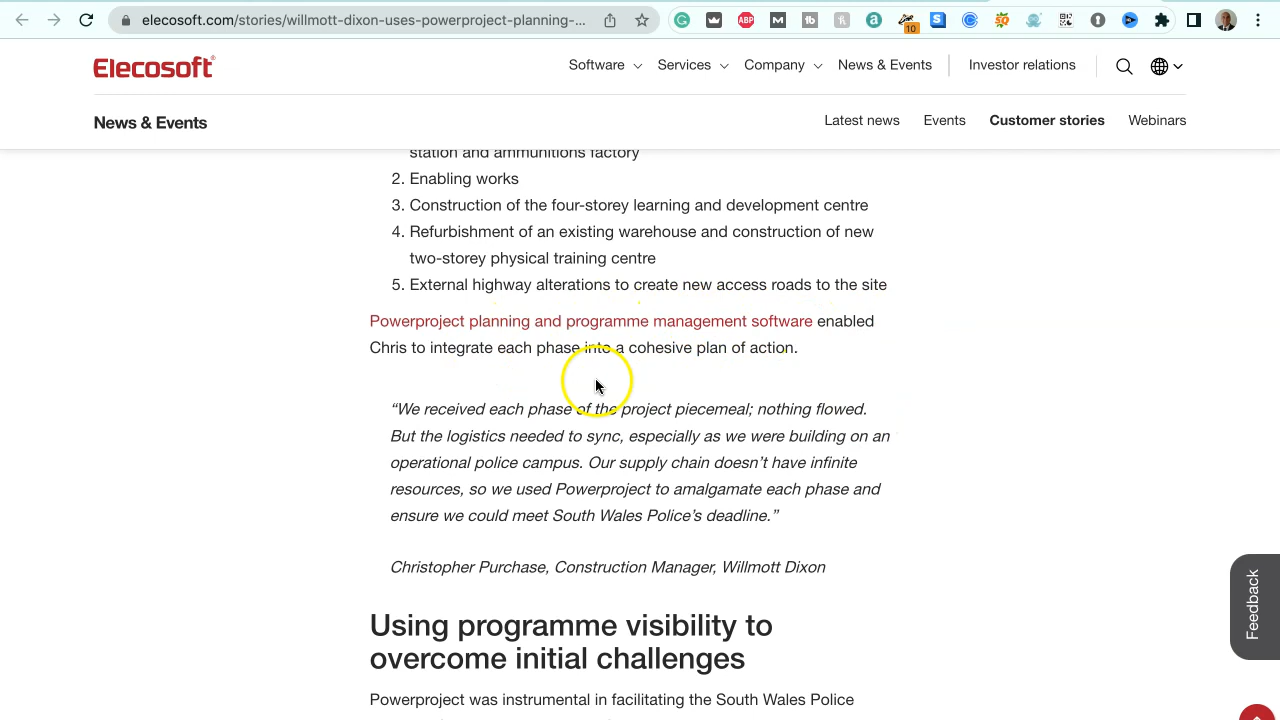 elecosoft.com/stories/willmott-dixon-uses-powerproject-planning-...
ABP
10
Elecosoft
Software
Services
Company
News & Events
Investor relations
News & Events
Latest news
Events
Customer stories
Webinars
station and ammunitions factory
2. Enabling works
3. Construction of the four-storey learning and development centre
4. Refurbishment of an existing warehouse and construction of new
two-storey physical training centre
5. External highway alterations to create new access roads to the site
Powerproject planning and programme management software enabled
Chris to integrate each phase into a cohesive plan of action.
“We received each phase of the project piecemeal; nothing flowed.
But the logistics needed to sync, especially as we were building on an
operational police campus. Our supply chain doesn’t have infinite
resources, so we used Powerproject to amalgamate each phase and
ensure we could meet South Wales Police’s deadline.”
Christopher Purchase, Construction Manager, Willmott Dixon
Feedback
Using programme visibility to
overcome initial challenges
Powerproject was instrumental in facilitating the South Wales Police